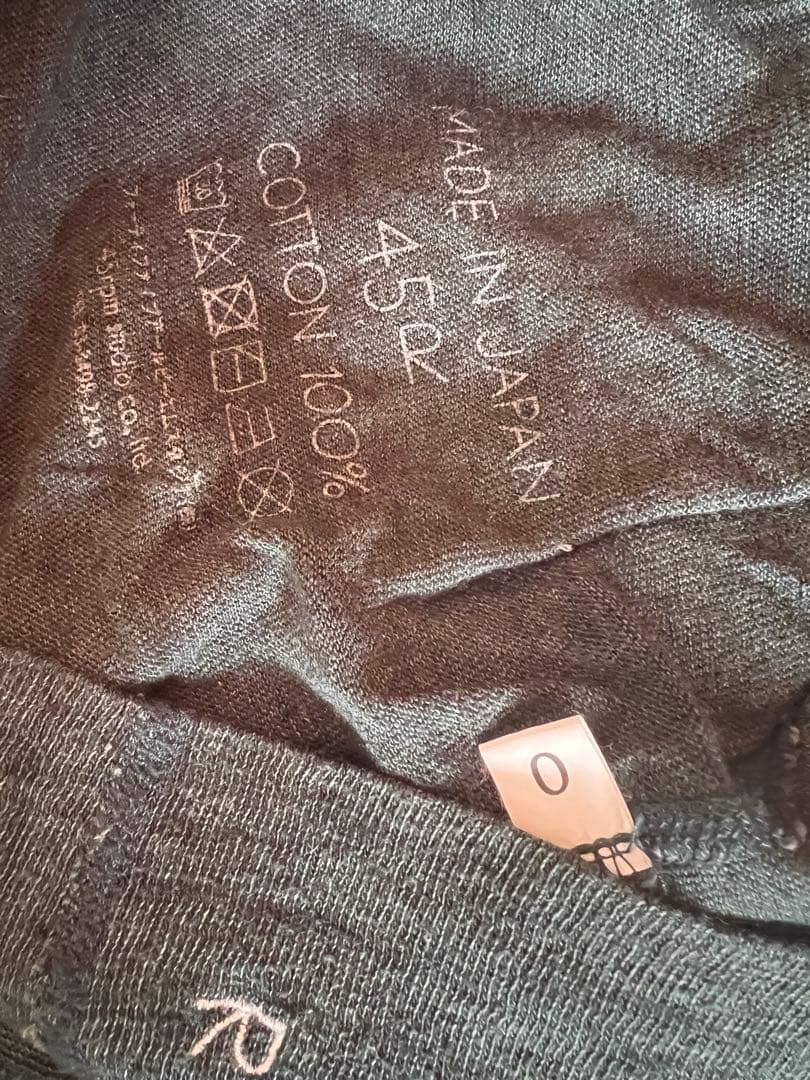 MADE IN JAPAN
45R
COTTON 100%
45rpm studio co., ltd.
0
R